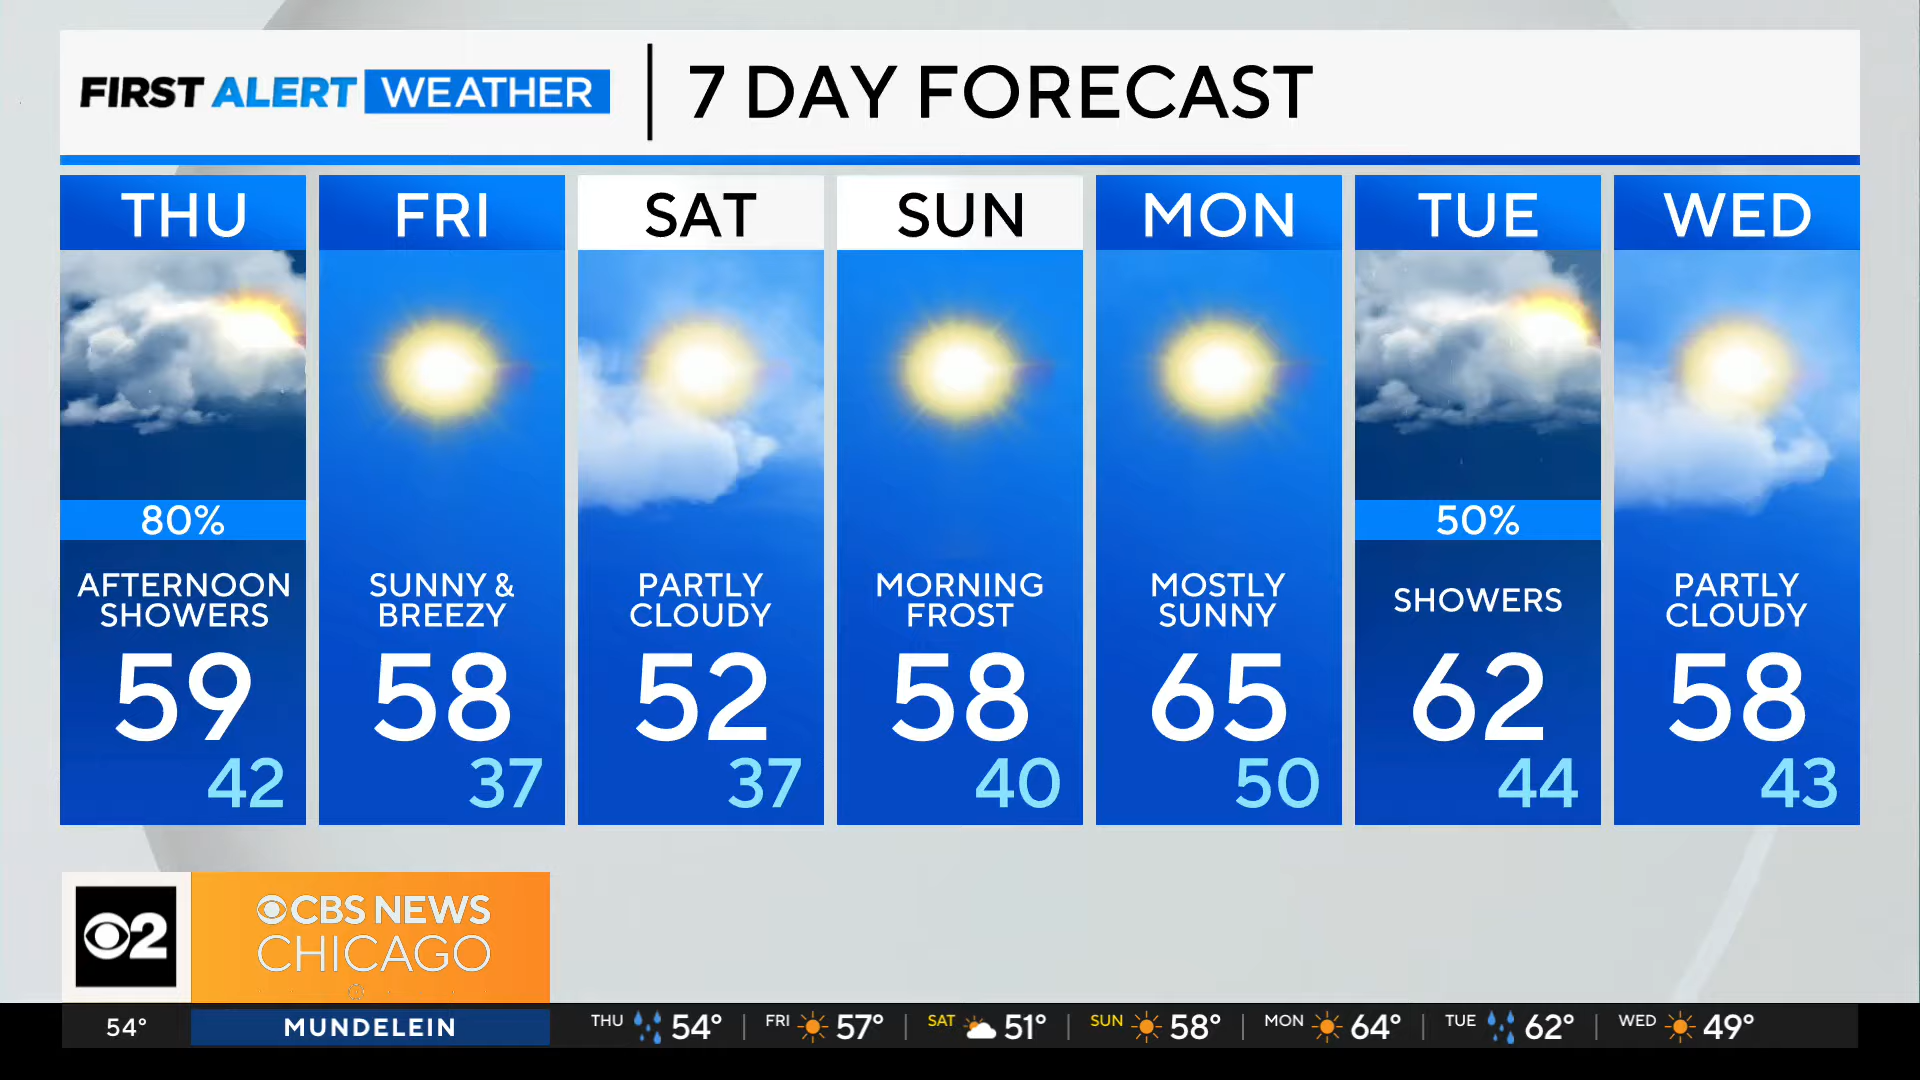 FIRST ALERT WEATHER
7 DAY FORECAST
THU
80%
AFTERNOON
SHOWERS
59
42
FRI
SUNNY &
BREEZY
58
37
SAT
PARTLY
CLOUDY
52
37
SUN
MORNING
FROST
58
40
MON
MOSTLY
SUNNY
65
50
TUE
50%
SHOWERS
62
44
WED
PARTLY
CLOUDY
58
43
2
CBS NEWS
CHICAGO
54° MUNDELEIN THU 54° | FRI 57° | SAT 51° | SUN 58° | MON 64° | TUE 62° | WED 49°